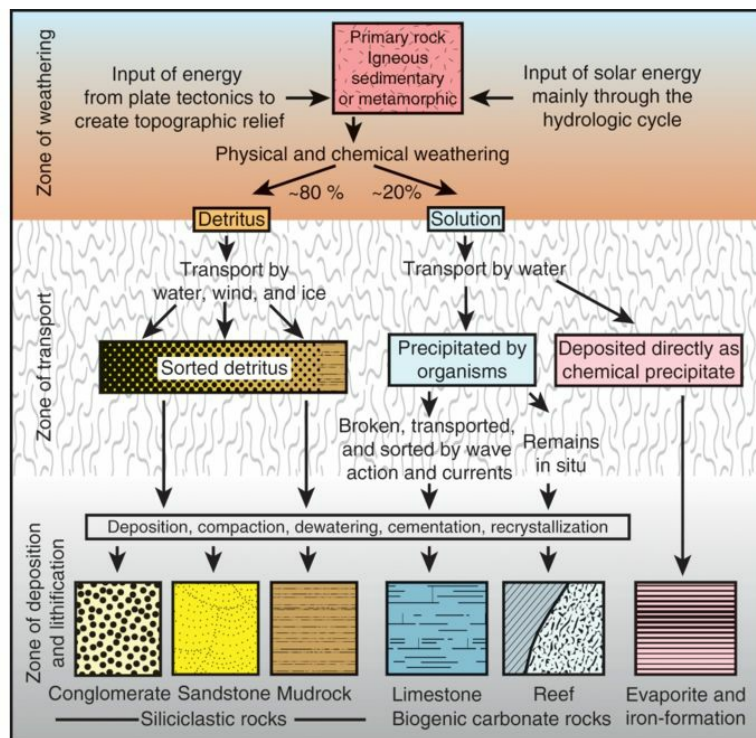 Zone of weathering
Primary rock
Igneous
sedimentary
or metamorphic
Input of energy
from plate tectonics to
create topographic relief
Input of solar energy
mainly through the
hydrologic cycle
Physical and chemical weathering
~80 %
~20%
Detritus
Solution
Zone of transport
Transport by
water, wind, and ice
Transport by water
Sorted detritus
Precipitated by
organisms
Deposited directly as
chemical precipitate
Broken, transported,
and sorted by wave
action and currents
Remains
in situ
Zone of deposition
and lithification
Deposition, compaction, dewatering, cementation, recrystallization
Conglomerate
Sandstone
Mudrock
Limestone
Reef
Evaporite and
iron-formation
Siliciclastic rocks
Biogenic carbonate rocks